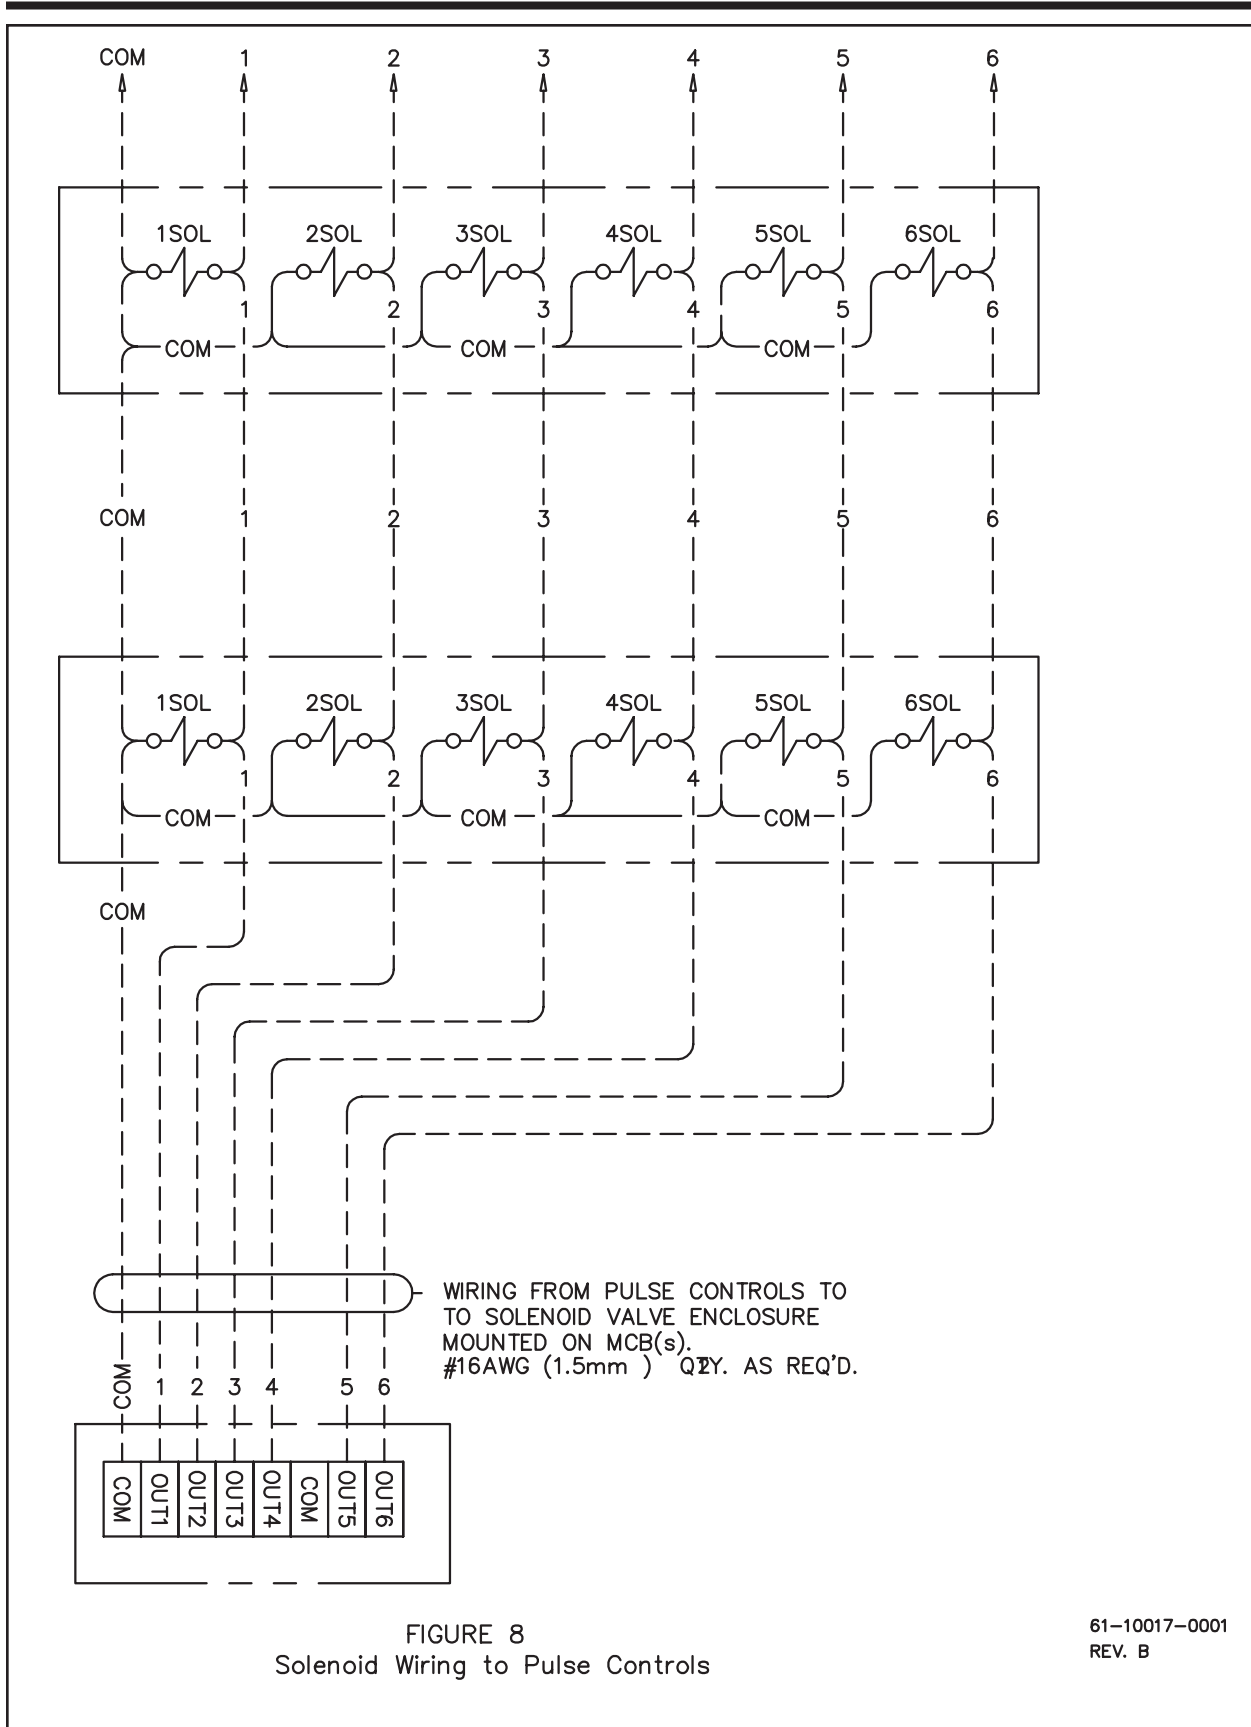 COM 1 2 3 4 5 6
1SOL 2SOL 3SOL 4SOL 5SOL 6SOL
1 2 3 4 5 6
COM COM COM
COM 1 2 3 4 5 6
1SOL 2SOL 3SOL 4SOL 5SOL 6SOL
1 2 3 4 5 6
COM COM COM
COM
WIRING FROM PULSE CONTROLS TO
TO SOLENOID VALVE ENCLOSURE
MOUNTED ON MCB(s).
#16AWG (1.5mm ) QTY. AS REQ'D.
COM 1 2 3 4 5 6
COM OUT1 OUT2 OUT3 OUT4 COM OUT5 OUT6
FIGURE 8
Solenoid Wiring to Pulse Controls
61-10017-0001
REV. B